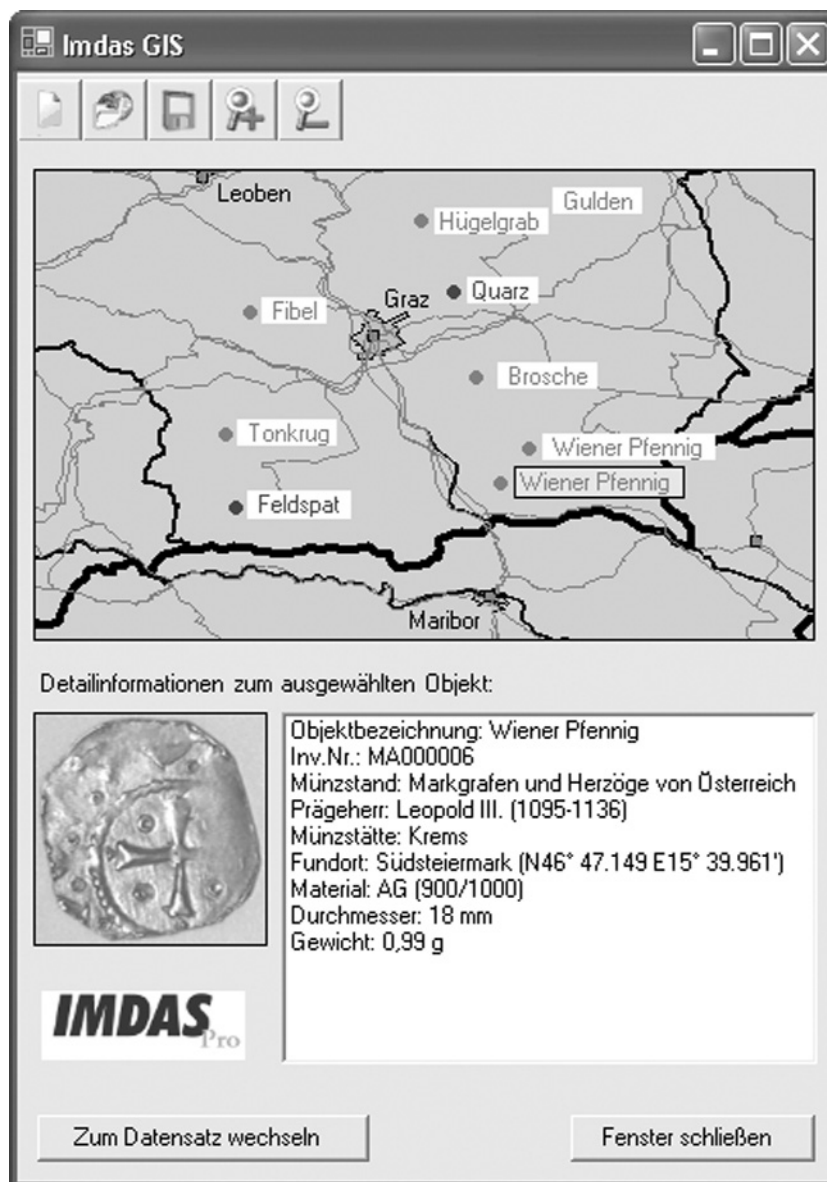 Imdas GIS
Leoben
Gulden
Hügelgrab
Graz
Quarz
Fibel
Brosche
Tonkrug
Wiener Pfennig
Wiener Pfennig
Feldspat
Maribor
Detailinformationen zum ausgewählten Objekt:
Objektbezeichnung: Wiener Pfennig
Inv.Nr.: MA000006
Münzstand: Markgrafen und Herzöge von Österreich
Prägeherr: Leopold III. (1095-1136)
Münzstätte: Krems
Fundort: Südsteiermark (N46° 47.149 E15° 39.961')
Material: AG (900/1000)
Durchmesser: 18 mm
Gewicht: 0,99 g
IMDAS Pro
Zum Datensatz wechseln
Fenster schließen